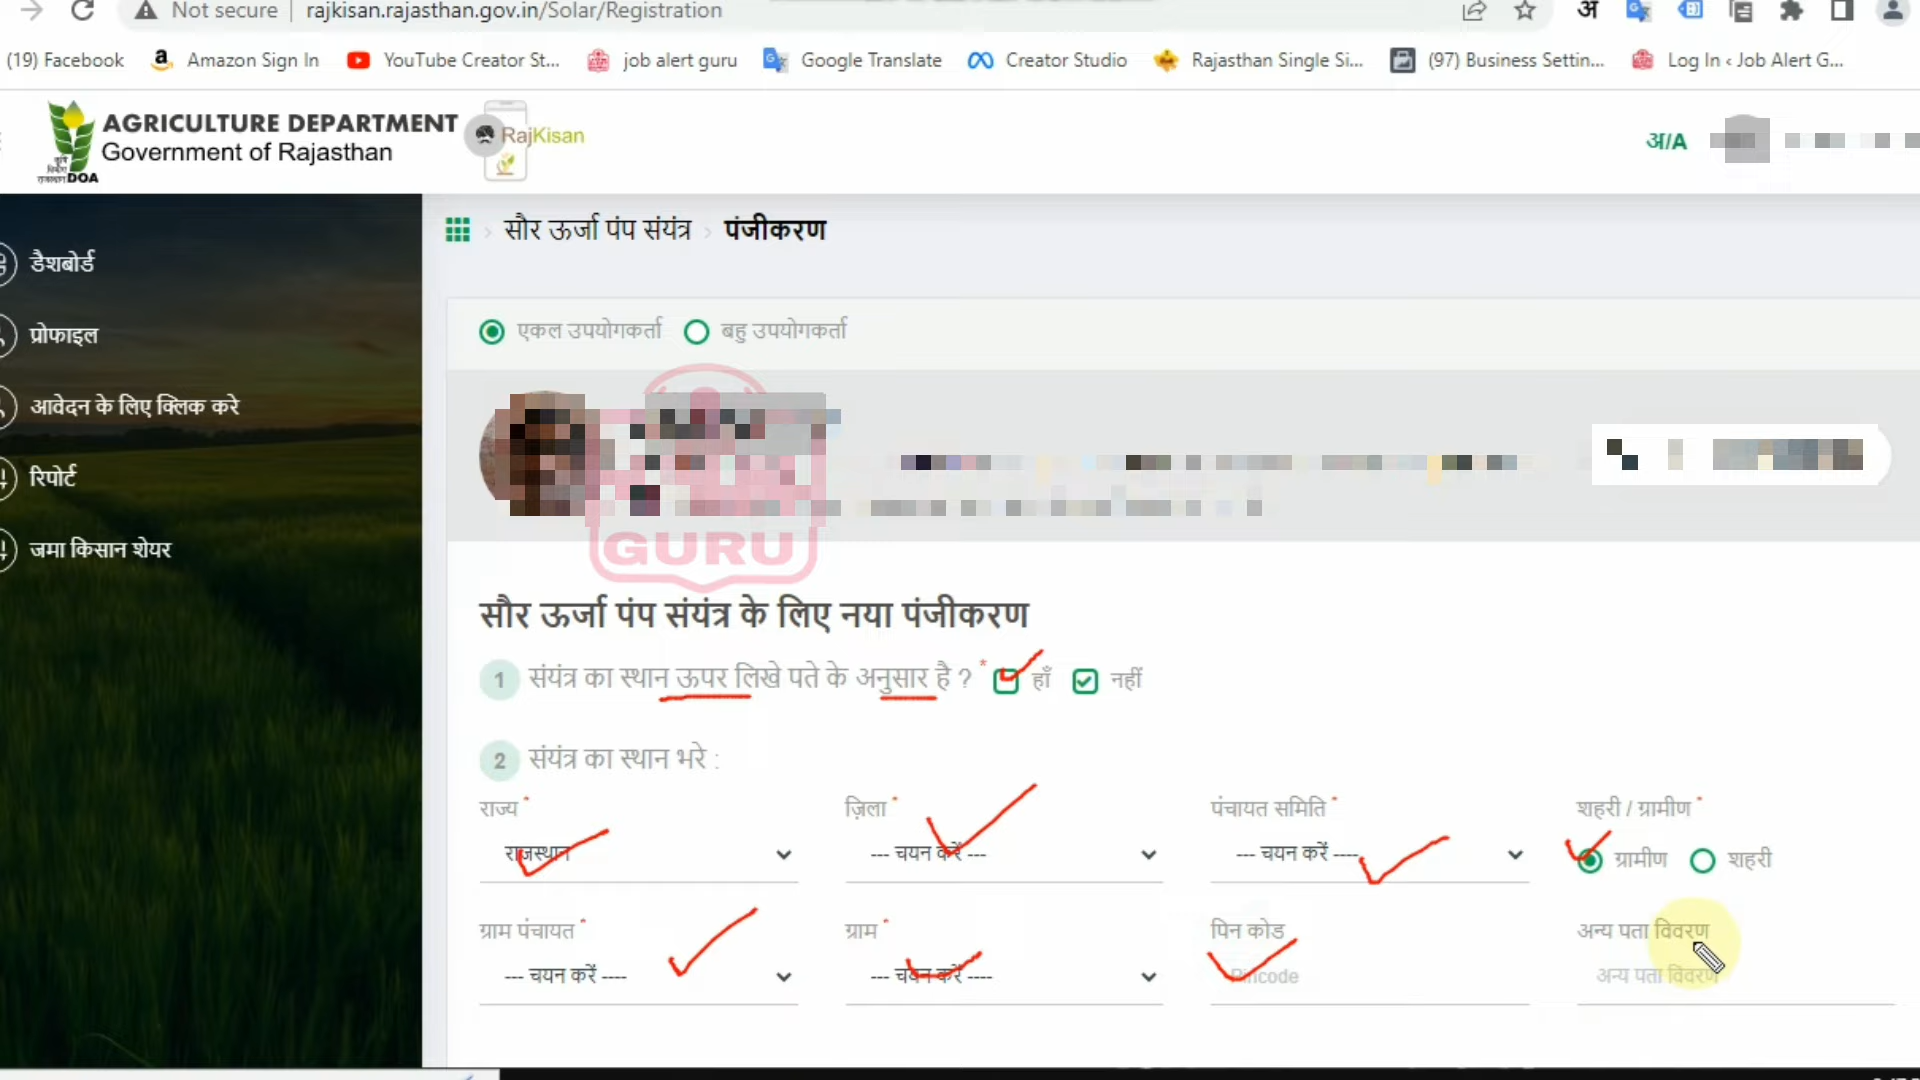 Not secure | rajkisan.rajasthan.gov.in/Solar/Registration
(19) Facebook Amazon Sign In YouTube Creator St... job alert guru Google Translate Creator Studio Rajasthan Single Si... (97) Business Settin... Log In ‹ Job Alert G...
AGRICULTURE DEPARTMENT
Government of Rajasthan
DOA
RajKisan
अ/A
डैशबोर्ड
प्रोफाइल
आवेदन के लिए क्लिक करे
रिपोर्ट
जमा किसान शेयर
सौर ऊर्जा पंप संयंत्र › पंजीकरण
एकल उपयोगकर्ता बहु उपयोगकर्ता
GURU
सौर ऊर्जा पंप संयंत्र के लिए नया पंजीकरण
1 संयंत्र का स्थान ऊपर लिखे पते के अनुसार है ? * हाँ नहीं
2 संयंत्र का स्थान भरे :
राज्य * ज़िला * पंचायत समिति * शहरी / ग्रामीण *
राजस्थान --- चयन करें --- --- चयन करें ---- ग्रामीण शहरी
ग्राम पंचायत * ग्राम * पिन कोड अन्य पता विवरण
--- चयन करें ---- --- चयन करें ---- Pincode अन्य पता विवरण